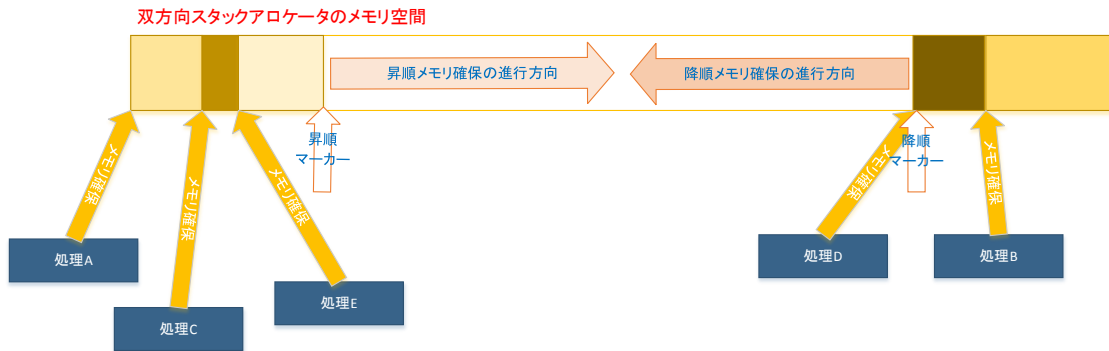 双方向スタックアロケータのメモリ空間
昇順メモリ確保の進行方向
降順メモリ確保の進行方向
昇順
マーカー
降順
マーカー
メモリ確保
メモリ確保
メモリ確保
メモリ確保
メモリ確保
処理A
処理C
処理E
処理D
処理B